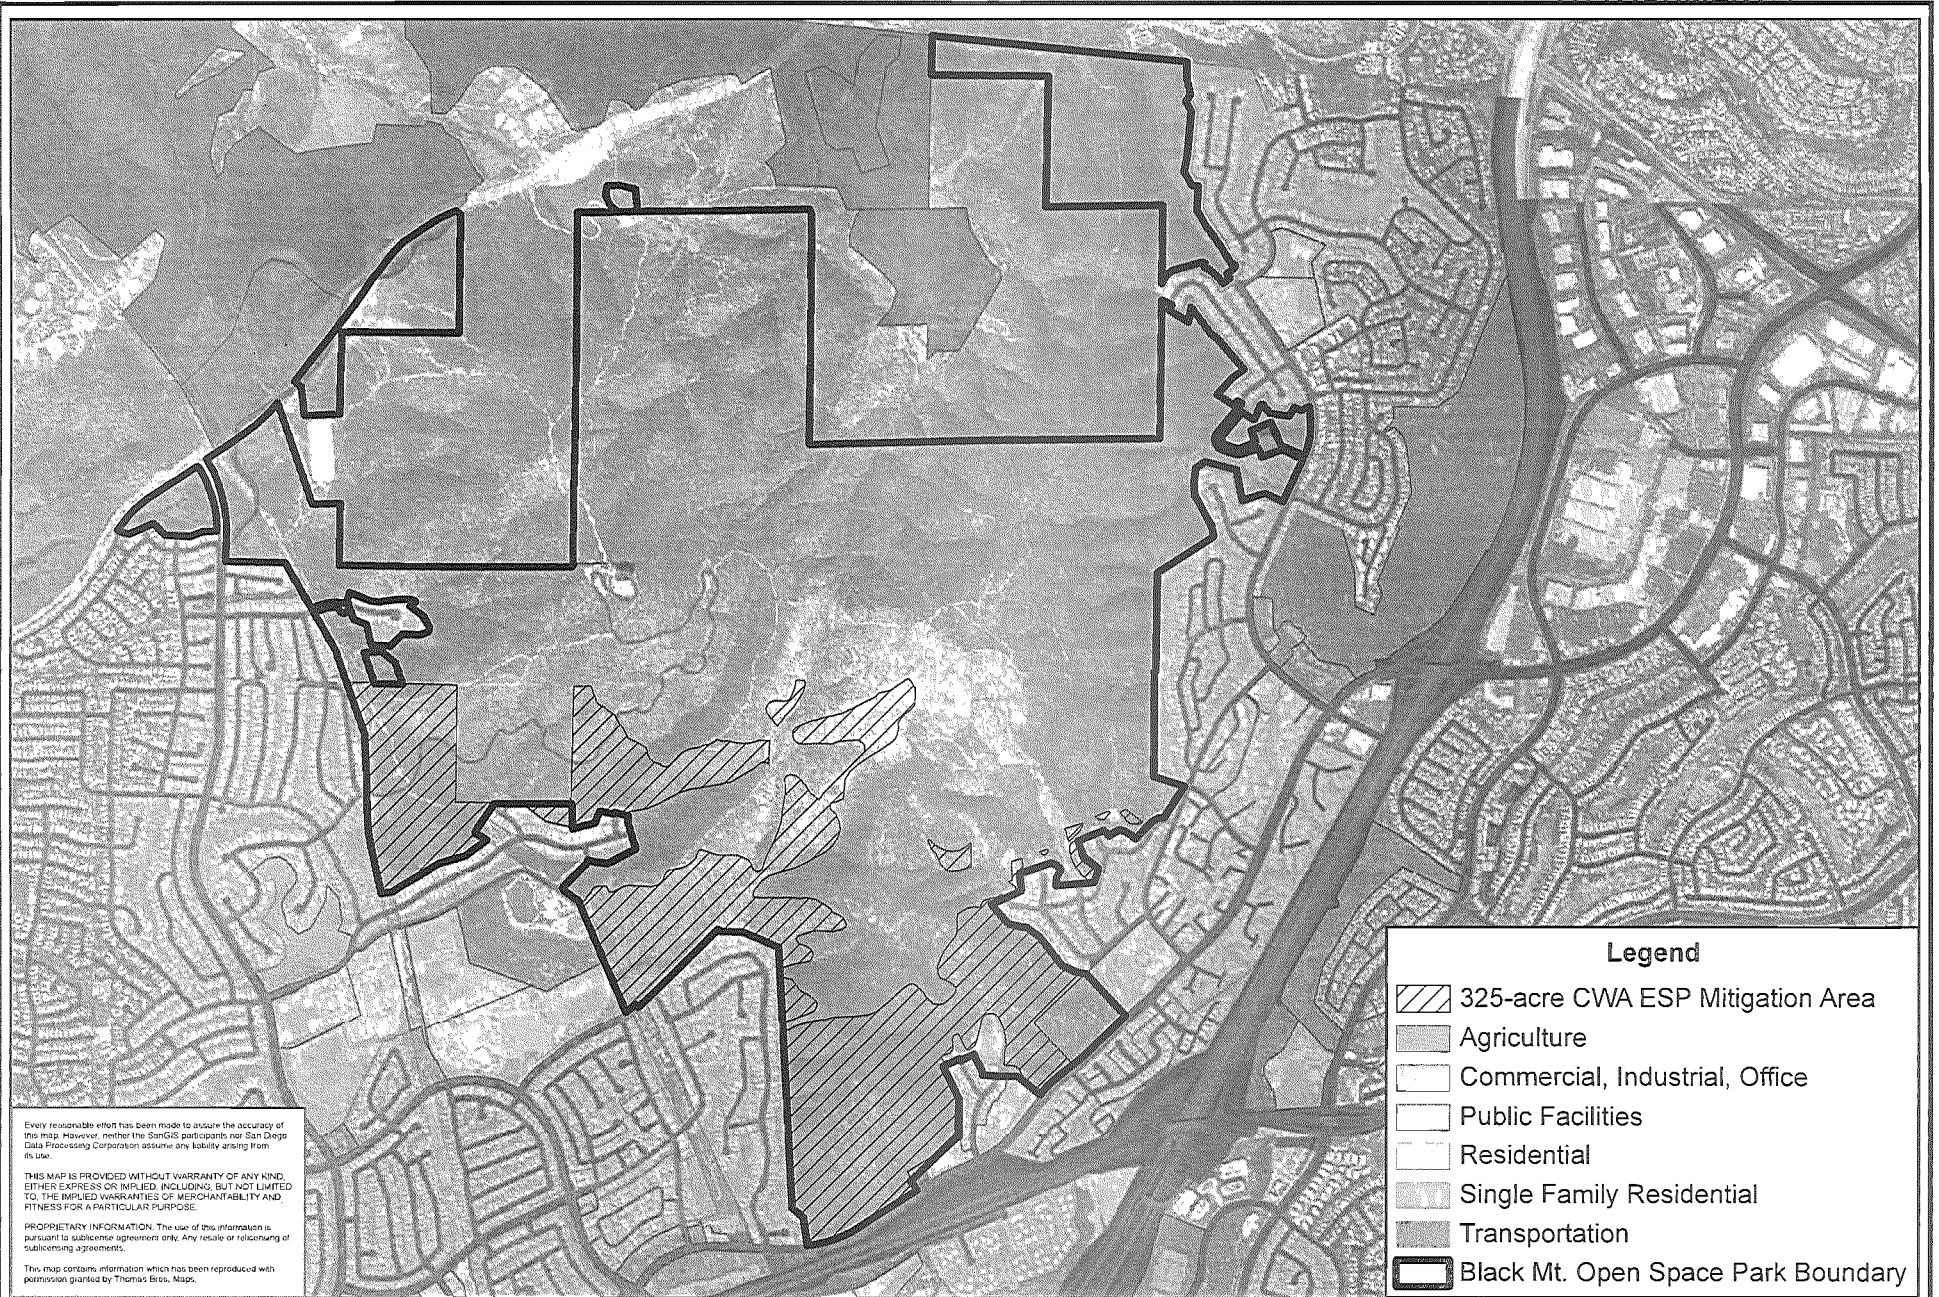 Legend
325-acre CWA ESP Mitigation Area
Agriculture
Commercial, Industrial, Office
Public Facilities
Residential
Single Family Residential
Transportation
Black Mt. Open Space Park Boundary
Every reasonable effort has been made to assure the accuracy of
this map. However, neither the SanGIS participants nor San Diego
Data Processing Corporation assume any liability arising from
its use.
THIS MAP IS PROVIDED WITHOUT WARRANTY OF ANY KIND,
EITHER EXPRESS OR IMPLIED, INCLUDING, BUT NOT LIMITED
TO, THE IMPLIED WARRANTIES OF MERCHANTABILITY AND
FITNESS FOR A PARTICULAR PURPOSE.
PROPRIETARY INFORMATION. The use of this information is
pursuant to sublicense agreement only. Any resale or relicensing of
sublicensing agreements.
This map contains information which has been reproduced with
permission granted by Thomas Bros. Maps.